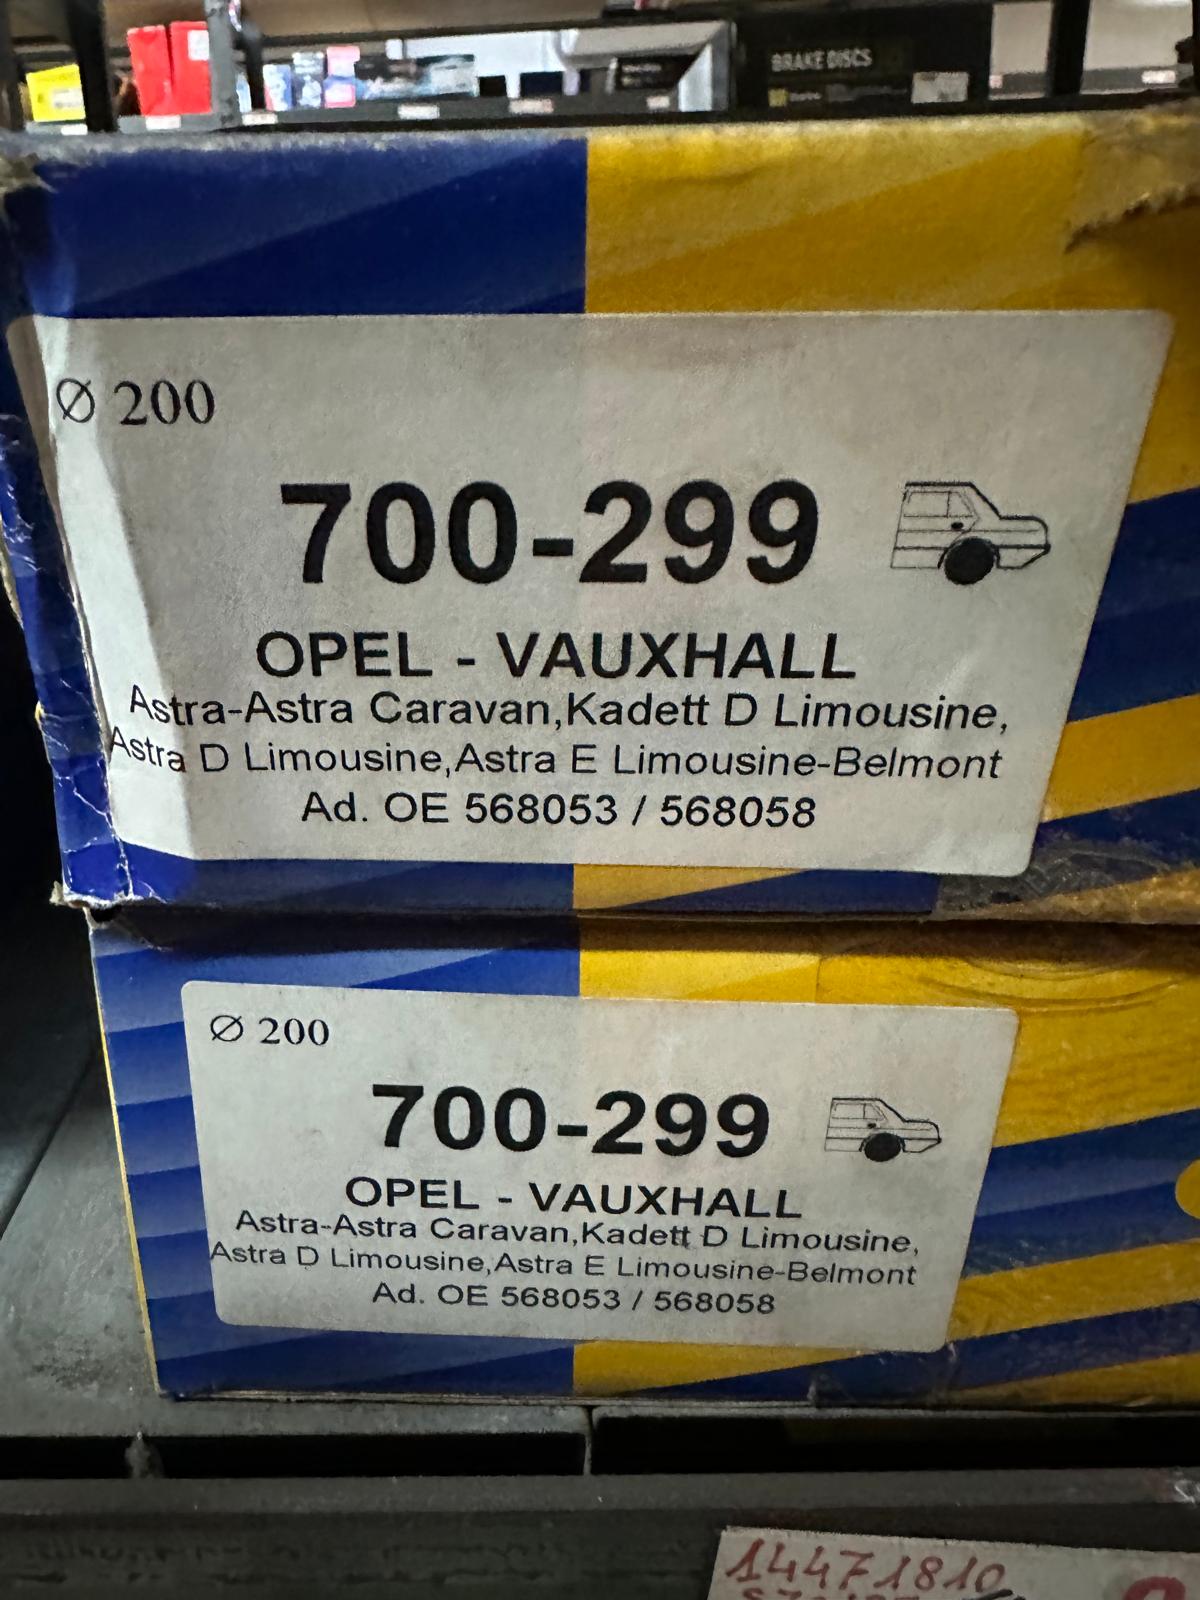 BRAKE DISCS
Ø 200
700-299
OPEL - VAUXHALL
Astra-Astra Caravan,Kadett D Limousine,
Astra D Limousine,Astra E Limousine-Belmont
Ad. OE 568053 / 568058
Ø 200
700-299
OPEL - VAUXHALL
Astra-Astra Caravan,Kadett D Limousine,
Astra D Limousine,Astra E Limousine-Belmont
Ad. OE 568053 / 568058
14471810